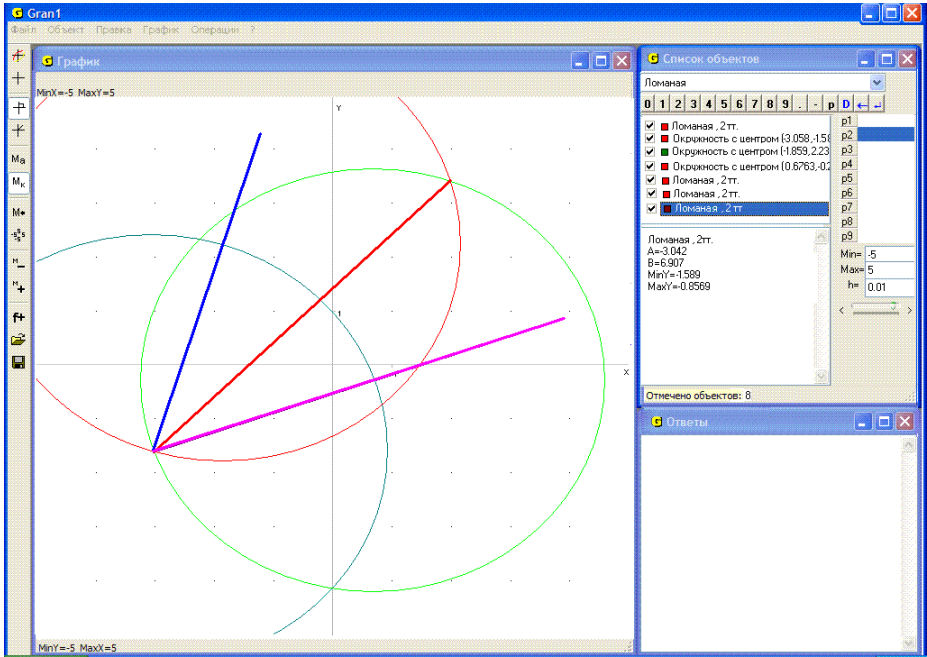 Gran1
Файл Объект Правка График Операции ?
График
MinX=-5 MaxY=5
Y
1
X
MinY=-5 MaxX=5
Ma
Mк
M*
M
M
f+
Список объектов
Ломаная
0 1 2 3 4 5 6 7 8 9 . - p D ← ↵
Ломаная , 2тт.
Окружность с центром (-3.058,-1.58
Окружность с центром (-1.859,2.23
Окружность с центром (0.6763,-0.2
Ломаная , 2тт.
Ломаная , 2тт.
Ломаная , 2тт
p1
p2
p3
p4
p5
p6
p7
p8
p9
Ломаная , 2тт.
A=-3.042
B=6.907
MinY=-1.589
MaxY=-0.8569
Min= -5
Max= 5
h= 0.01
< >
Отмечено объектов: 8
Ответы